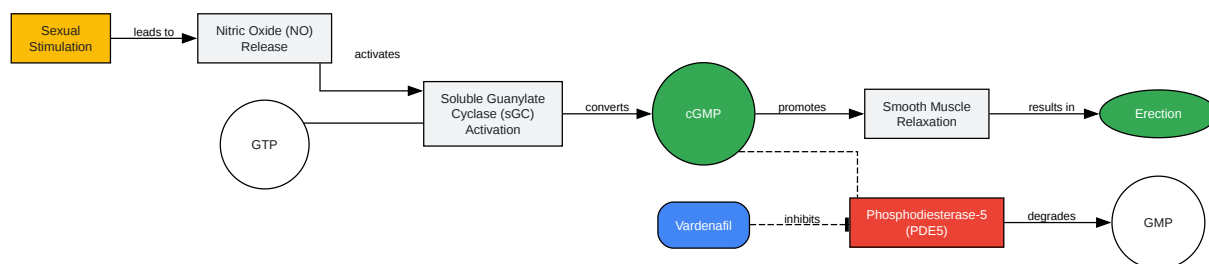 Sexual
Stimulation
leads to
Nitric Oxide (NO)
Release
activates
GTP
Soluble Guanylate
Cyclase (sGC)
Activation
converts
cGMP
promotes
Smooth Muscle
Relaxation
results in
Erection
Vardenafil
inhibits
Phosphodiesterase-5
(PDE5)
degrades
GMP